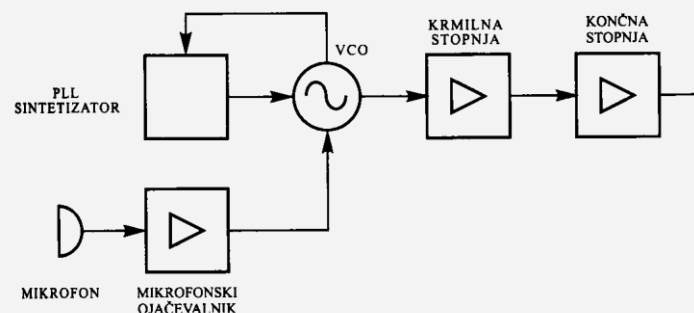 VCO
KRMILNA
STOPNJA
KONČNA
STOPNJA
PLL
SINTETIZATOR
MIKROFON
MIKROFONSKI
OJAČEVALNIK